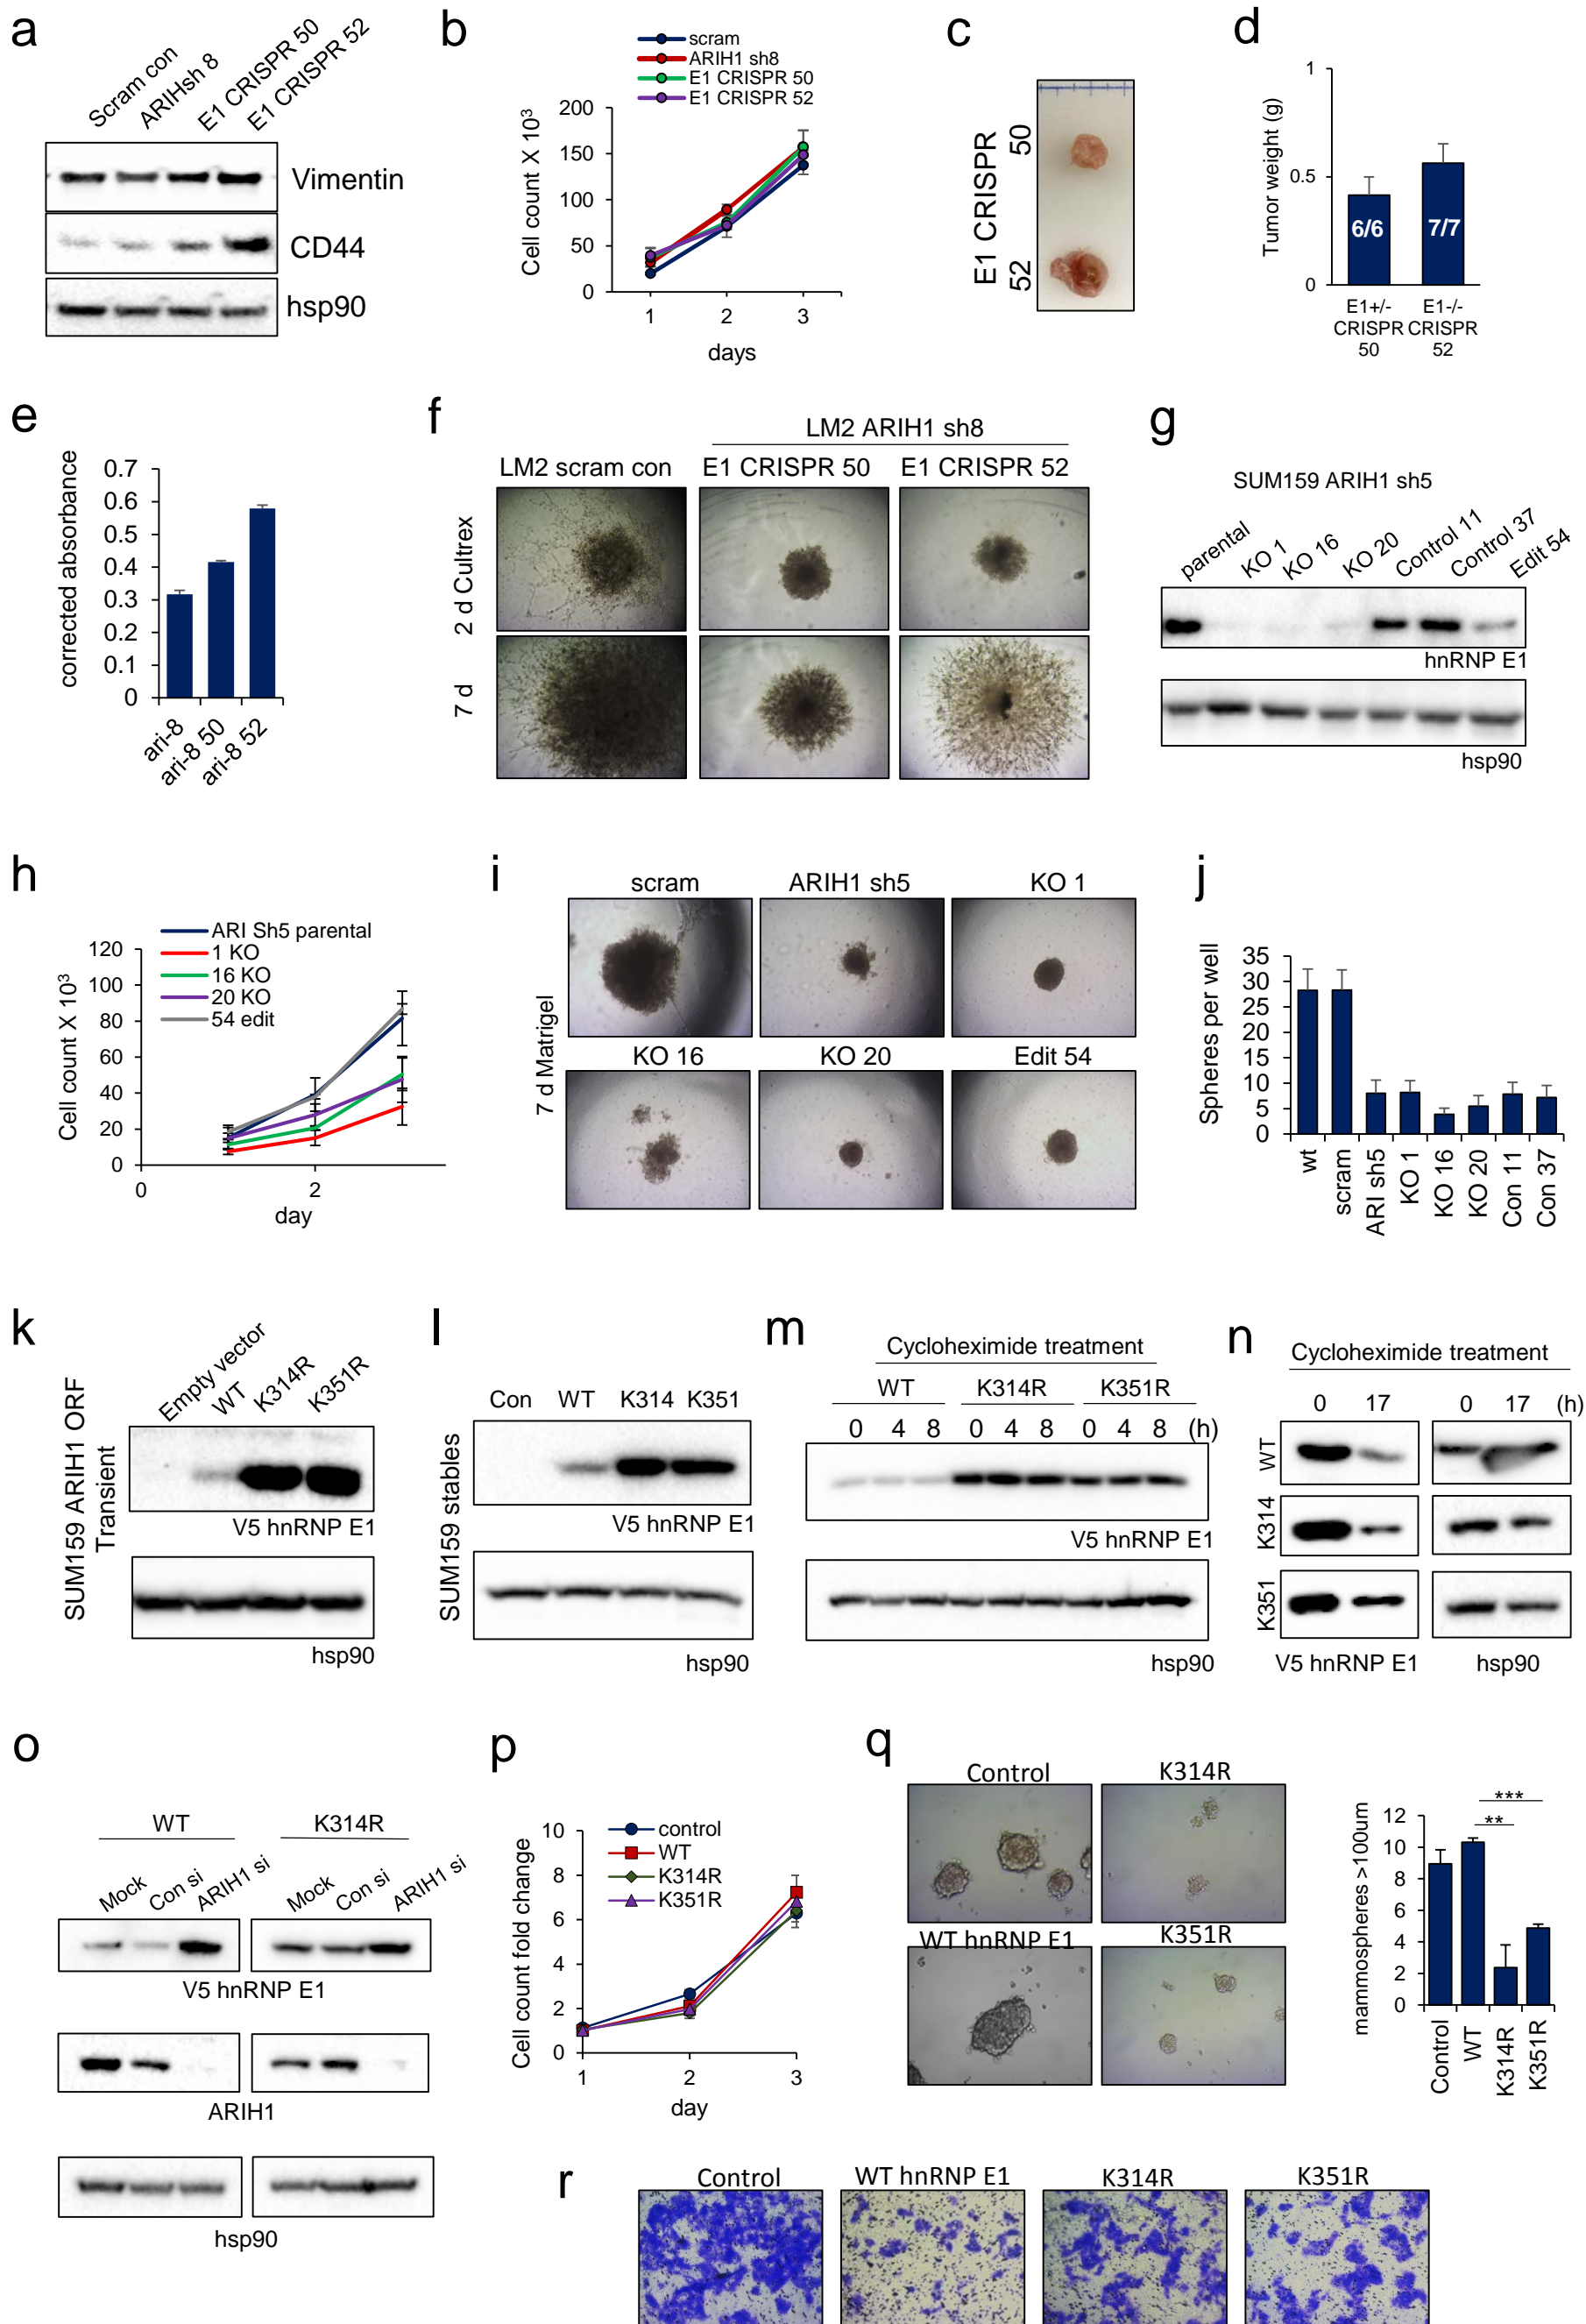 a
Scram con
ARIHsh 8
E1 CRISPR 50
E1 CRISPR 52
Vimentin
CD44
hsp90
b
scram
ARIH1 sh8
E1 CRISPR 50
E1 CRISPR 52
Cell count X 10³
200
150
100
50
0
1 2 3
days
c
E1 CRISPR
50
52
d
Tumor weight (g)
1
0.5
0
6/6
7/7
E1+/-
CRISPR
50
E1-/-
CRISPR
52
e
corrected absorbance
0.7
0.6
0.5
0.4
0.3
0.2
0.1
0
ari-8
ari-8 50
ari-8 52
f
LM2 ARIH1 sh8
LM2 scram con
E1 CRISPR 50
E1 CRISPR 52
2 d Cultrex
7 d
g
SUM159 ARIH1 sh5
parental
KO 1
KO 16
KO 20
Control 11
Control 37
Edit 54
hnRNP E1
hsp90
h
ARI Sh5 parental
1 KO
16 KO
20 KO
54 edit
Cell count X 10³
120
100
80
60
40
20
0
0 2
day
i
scram
ARIH1 sh5
KO 1
7 d Matrigel
KO 16
KO 20
Edit 54
j
Spheres per well
35
30
25
20
15
10
5
0
wt
scram
ARI sh5
KO 1
KO 16
KO 20
Con 11
Con 37
k
SUM159 ARIH1 ORF
Transient
Empty vector
WT
K314R
K351R
V5 hnRNP E1
hsp90
l
SUM159 stables
Con WT K314 K351
V5 hnRNP E1
hsp90
m
Cycloheximide treatment
WT K314R K351R
0 4 8 0 4 8 0 4 8 (h)
V5 hnRNP E1
hsp90
n
Cycloheximide treatment
0 17 0 17 (h)
WT
K314
K351
V5 hnRNP E1
hsp90
o
WT K314R
Mock
Con si
ARIH1 si
Mock
Con si
ARIH1 si
V5 hnRNP E1
ARIH1
hsp90
p
control
WT
K314R
K351R
Cell count fold change
10
8
6
4
2
0
1 2 3
day
q
Control
K314R
WT hnRNP E1
K351R
mammospheres >100um
***
**
12
10
8
6
4
2
0
Control
WT
K314R
K351R
r
Control
WT hnRNP E1
K314R
K351R